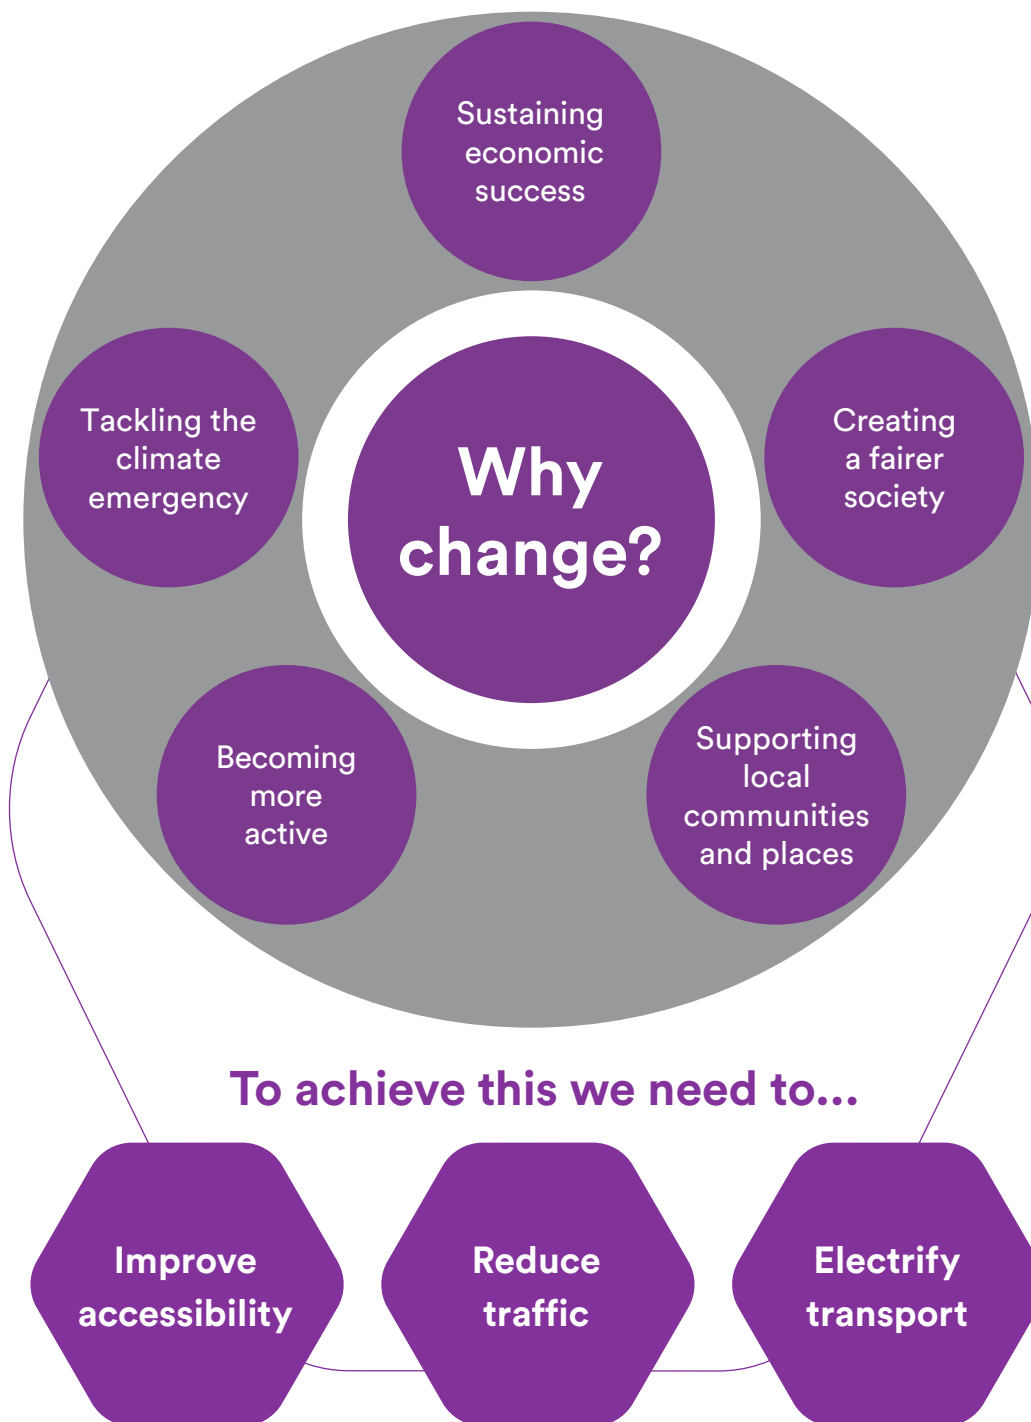 Sustaining
economic
success
Tackling the
climate
emergency
Why
change?
Creating
a fairer
society
Becoming
more
active
Supporting
local
communities
and places
To achieve this we need to...
Improve
accessibility
Reduce
traffic
Electrify
transport